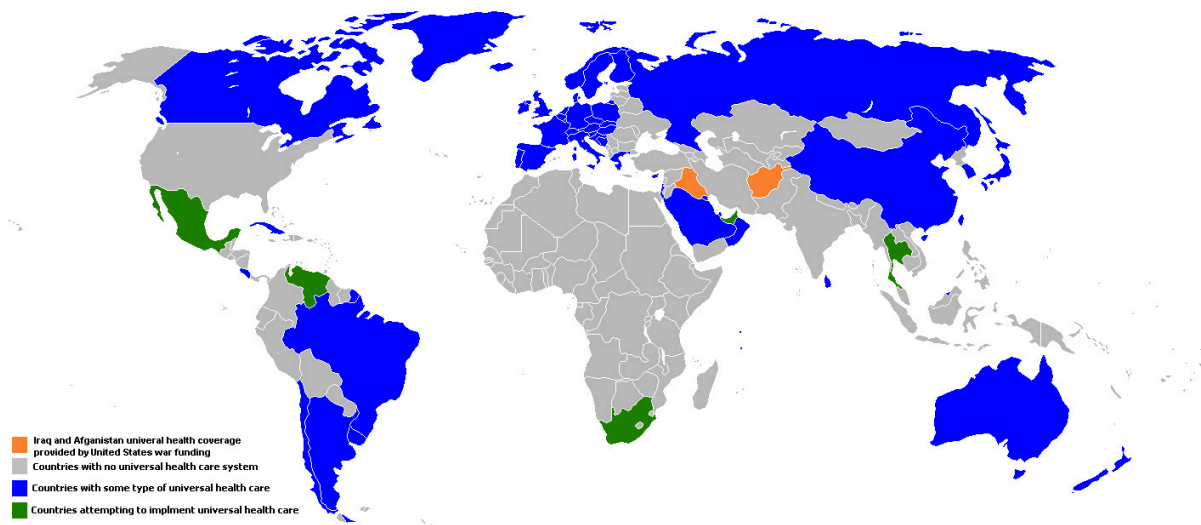 Iraq and Afganistan univeral health coverage
provided by United States war funding
Countries with no universal health care system
Countries with some type of universal health care
Countries attempting to implment universal health care